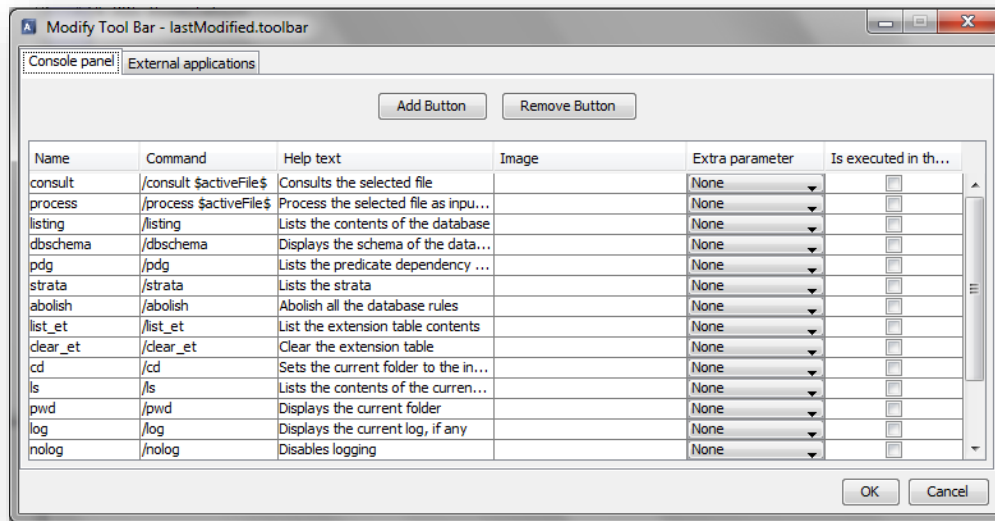 Modify Tool Bar - lastModified.toolbar
Console panel External applications
Add Button Remove Button
Name Command Help text Image Extra parameter Is executed in th...
consult /consult $activeFile$ Consults the selected file None
process /process $activeFile$ Process the selected file as inpu... None
listing /listing Lists the contents of the database None
dbschema /dbschema Displays the schema of the data... None
pdg /pdg Lists the predicate dependency ... None
strata /strata Lists the strata None
abolish /abolish Abolish all the database rules None
list_et /list_et List the extension table contents None
clear_et /clear_et Clear the extension table None
cd /cd Sets the current folder to the in... None
ls /ls Lists the contents of the curren... None
pwd /pwd Displays the current folder None
log /log Displays the current log, if any None
nolog /nolog Disables logging None
OK Cancel